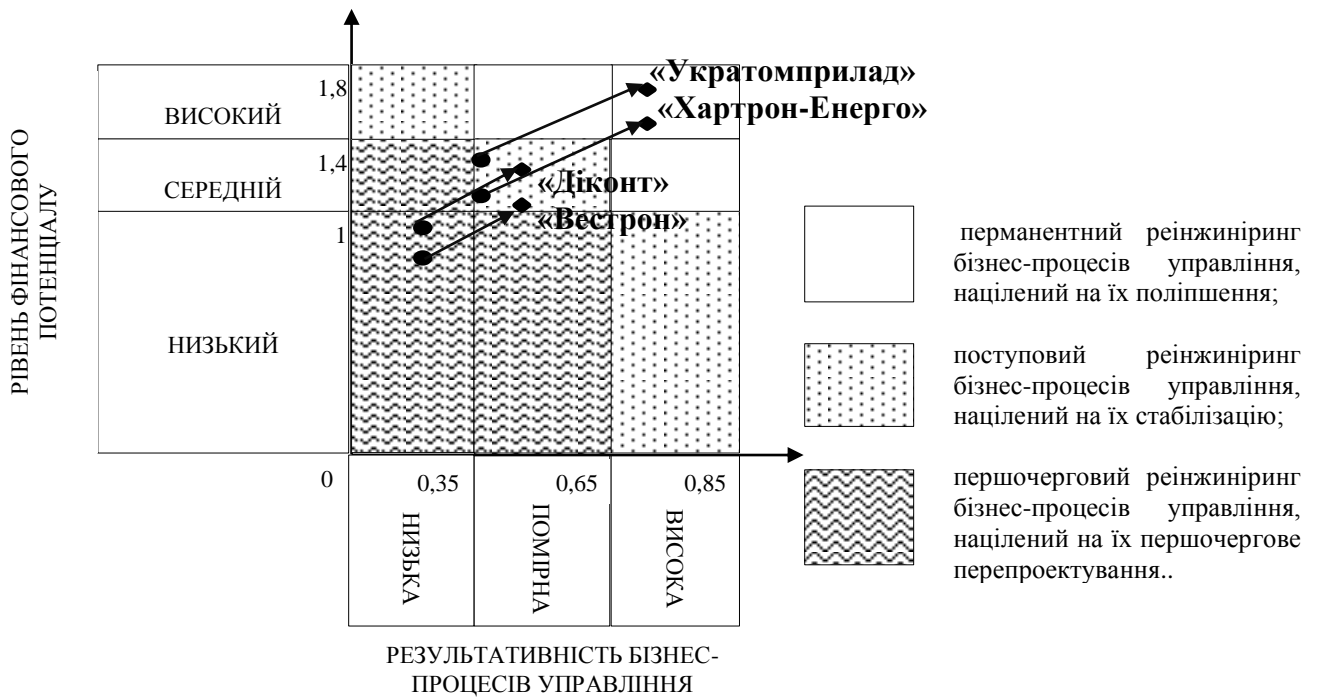 РІВЕНЬ ФІНАНСОВОГО
ПОТЕНЦІАЛУ
1,8
ВИСОКИЙ
1,4
СЕРЕДНІЙ
1
НИЗЬКИЙ
«Укратомприлад»
«Хартрон-Енерго»
«Діконт»
«Вестрон»
0
0,35
0,65
0,85
НИЗЬКА
ПОМІРНА
ВИСОКА
РЕЗУЛЬТАТИВНІСТЬ БІЗНЕС-
ПРОЦЕСІВ УПРАВЛІННЯ
перманентний реінжиніринг
бізнес-процесів управління,
націлений на їх поліпшення;
поступовий реінжиніринг
бізнес-процесів управління,
націлений на їх стабілізацію;
першочерговий реінжиніринг
бізнес-процесів управління,
націлений на їх першочергове
перепроектування..